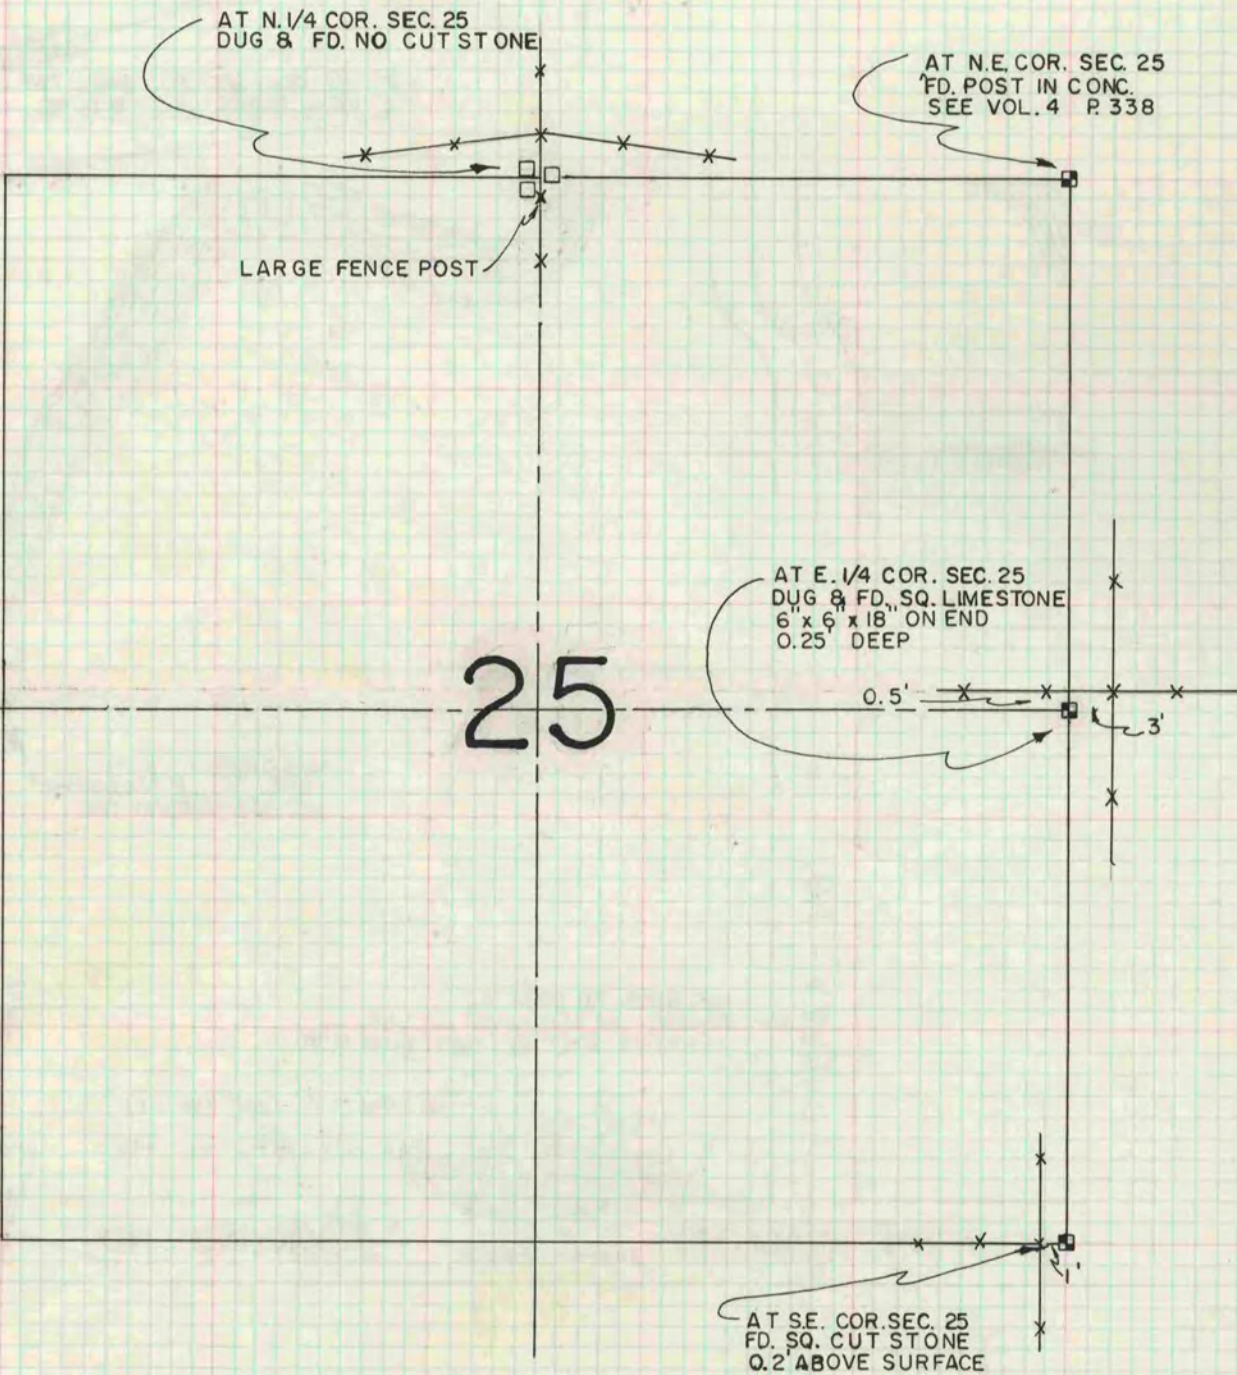 AT N.1/4 COR. SEC. 25
DUG & FD. NO CUT STONE
AT N.E. COR. SEC. 25
FD. POST IN CONC.
SEE VOL. 4 P. 338
LARGE FENCE POST
AT E. 1/4 COR. SEC. 25
DUG & FD. SQ. LIMESTONE
6" x 6" x 18" ON END
0.25' DEEP
25
0.5'
3'
1'
AT S.E. COR. SEC. 25
FD. SQ. CUT STONE
0.2' ABOVE SURFACE